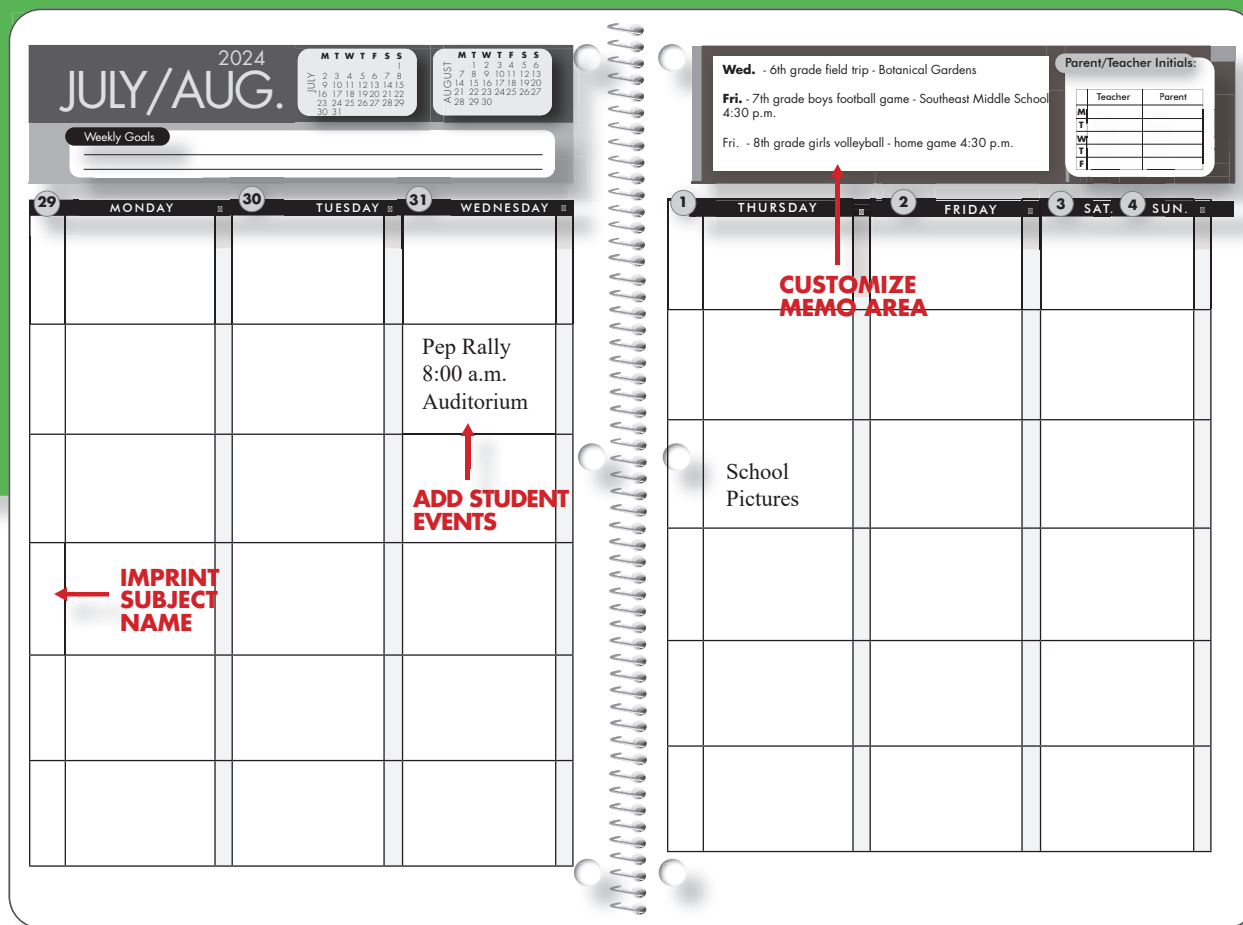 2024
JULY/AUG.
JULY
M T W T F S S
1
2 3 4 5 6 7 8
9 10 11 12 13 14 15
16 17 18 19 20 21 22
23 24 25 26 27 28 29
30 31
AUGUST
M T W T F S S
1 2 3 4 5 6
7 8 9 10 11 12 13
14 15 16 17 18 19 20
21 22 23 24 25 26 27
28 29 30
Weekly Goals
Wed. - 6th grade field trip - Botanical Gardens
Fri. - 7th grade boys football game - Southeast Middle School
4:30 p.m.
Fri. - 8th grade girls volleyball - home game 4:30 p.m.
Parent/Teacher Initials:
Teacher Parent
M
T
W
T
F
29 MONDAY 30 TUESDAY 31 WEDNESDAY
1 THURSDAY 2 FRIDAY 3 SAT. 4 SUN.
CUSTOMIZE
MEMO AREA
Pep Rally
8:00 a.m.
Auditorium
ADD STUDENT
EVENTS
School
Pictures
IMPRINT
SUBJECT
NAME